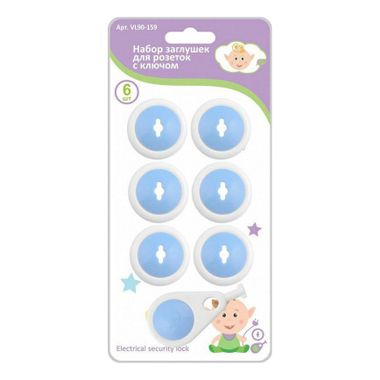 Арт. VL90-159
Набор заглушек
для розеток
с ключом
6
шт
Electrical security lock